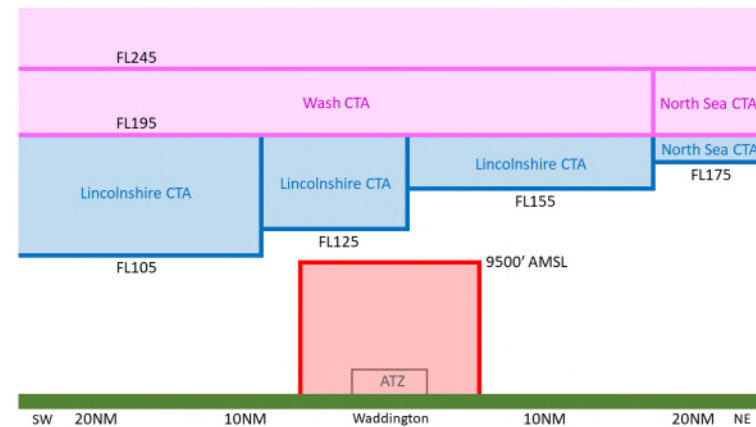 FL245
Wash CTA
North Sea CTA
FL195
North Sea CTA
Lincolnshire CTA
Lincolnshire CTA
Lincolnshire CTA
FL175
FL155
FL125
FL105
9500' AMSL
ATZ
SW 20NM 10NM Waddington 10NM 20NM NE